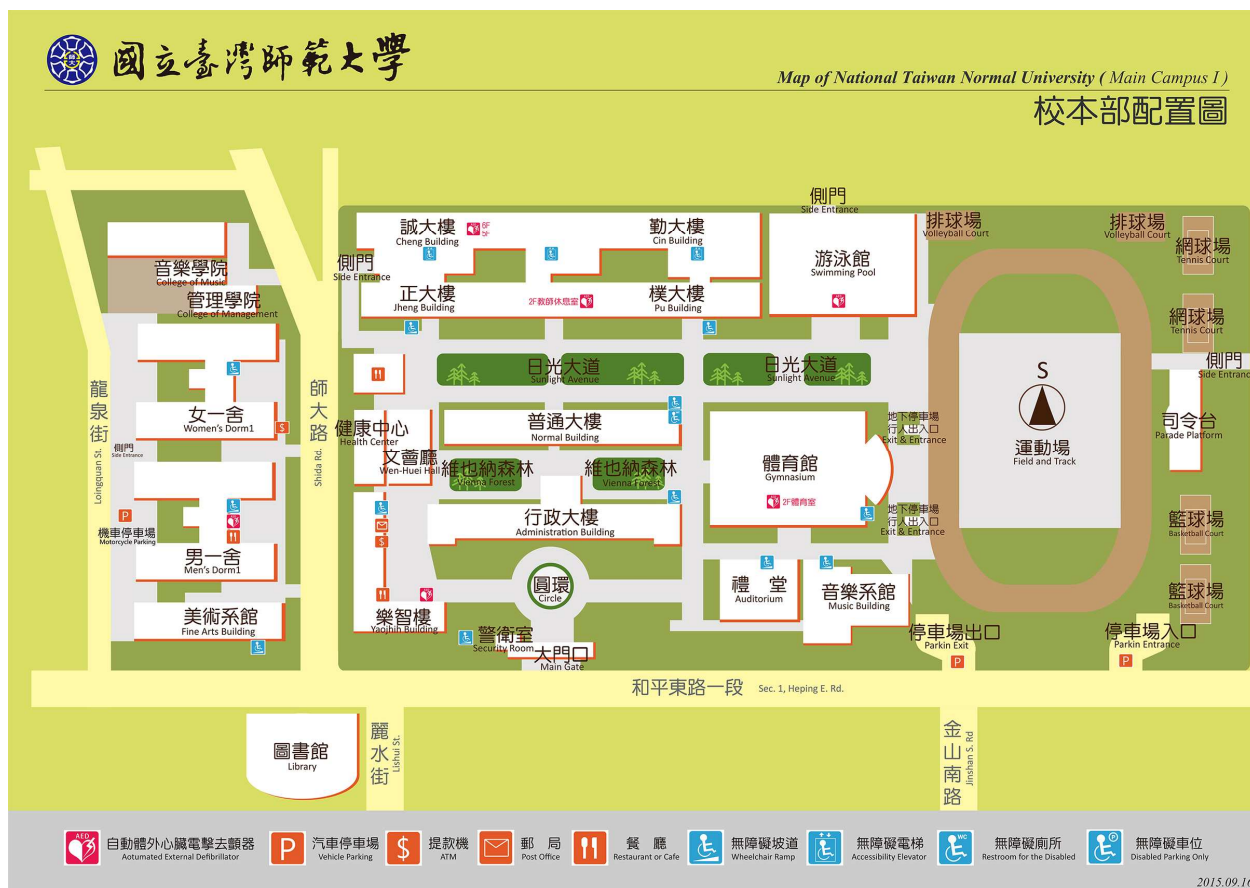 國立臺灣師範大學
Map of National Taiwan Normal University ( Main Campus I )
校本部配置圖
側門
Side Entrance
誠大樓
Cheng Building
6F
5F
勤大樓
Cin Building
游泳館
Swimming Pool
排球場
Volleyball Court
排球場
Volleyball Court
網球場
Tennis Court
音樂學院
College of Music
管理學院
College of Management
側門
Side Entrance
正大樓
Jheng Building
2F教師休息室
樸大樓
Pu Building
網球場
Tennis Court
日光大道
Sunlight Avenue
日光大道
Sunlight Avenue
S
運動場
Field and Track
側門
Side Entrance
司令台
Parade Platform
龍泉街
Loingquan St.
師大路
Shida Rd.
女一舍
Women's Dorm1
側門
Side Entrance
健康中心
Health Center
文薈廳
Wen-Huei Hall
普通大樓
Normal Building
維也納森林
Vienna Forest
維也納森林
Vienna Forest
體育館
Gymnasium
2F體育室
地下停車場
行人出入口
Exit & Entrance
地下停車場
行人出入口
Exit & Entrance
籃球場
Basketball Court
P
機車停車場
Motorcycle Parking
$
男一舍
Men's Dorm1
$
行政大樓
Administration Building
籃球場
Basketball Court
美術系館
Fine Arts Building
樂智樓
Yaojhih Building
圓環
Circle
禮 堂
Auditorium
音樂系館
Music Building
警衛室
Security Room
大門口
Main Gate
停車場出口
Parkin Exit
P
停車場入口
Parkin Entrance
P
和平東路一段 Sec. 1, Heping E. Rd.
圖書館
Library
麗水街
Lishui St.
金山南路
Jinshan S. Rd
AED
自動體外心臟電擊去顫器
Aotumated External Defibrillator
P
汽車停車場
Vehicle Parking
$
提款機
ATM
郵 局
Post Office
餐 廳
Restaurant or Cafe
無障礙坡道
Wheelchair Ramp
無障礙電梯
Accessibility Elevator
WC
無障礙廁所
Restroom for the Disabled
P
無障礙車位
Disabled Parking Only
2015.09.16